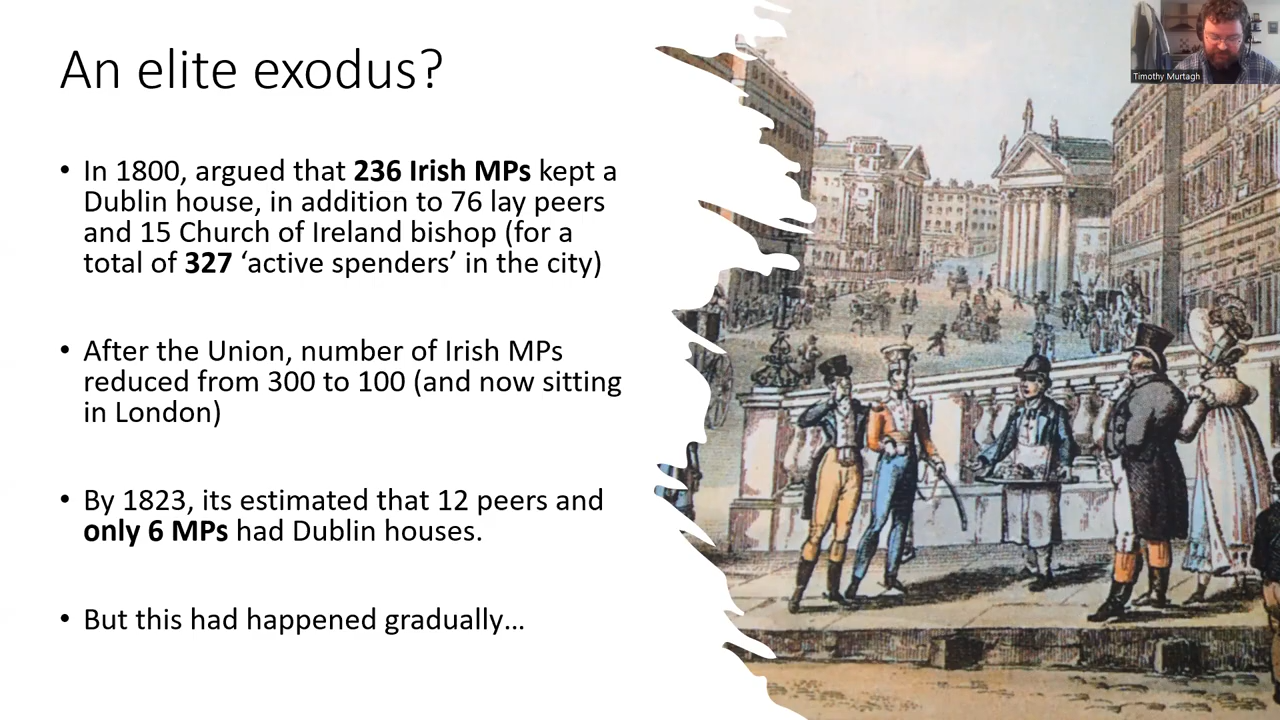 An elite exodus?
Timothy Murtagh
• In 1800, argued that 236 Irish MPs kept a
Dublin house, in addition to 76 lay peers
and 15 Church of Ireland bishop (for a
total of 327 ‘active spenders’ in the city)
• After the Union, number of Irish MPs
reduced from 300 to 100 (and now sitting
in London)
• By 1823, its estimated that 12 peers and
only 6 MPs had Dublin houses.
• But this had happened gradually…